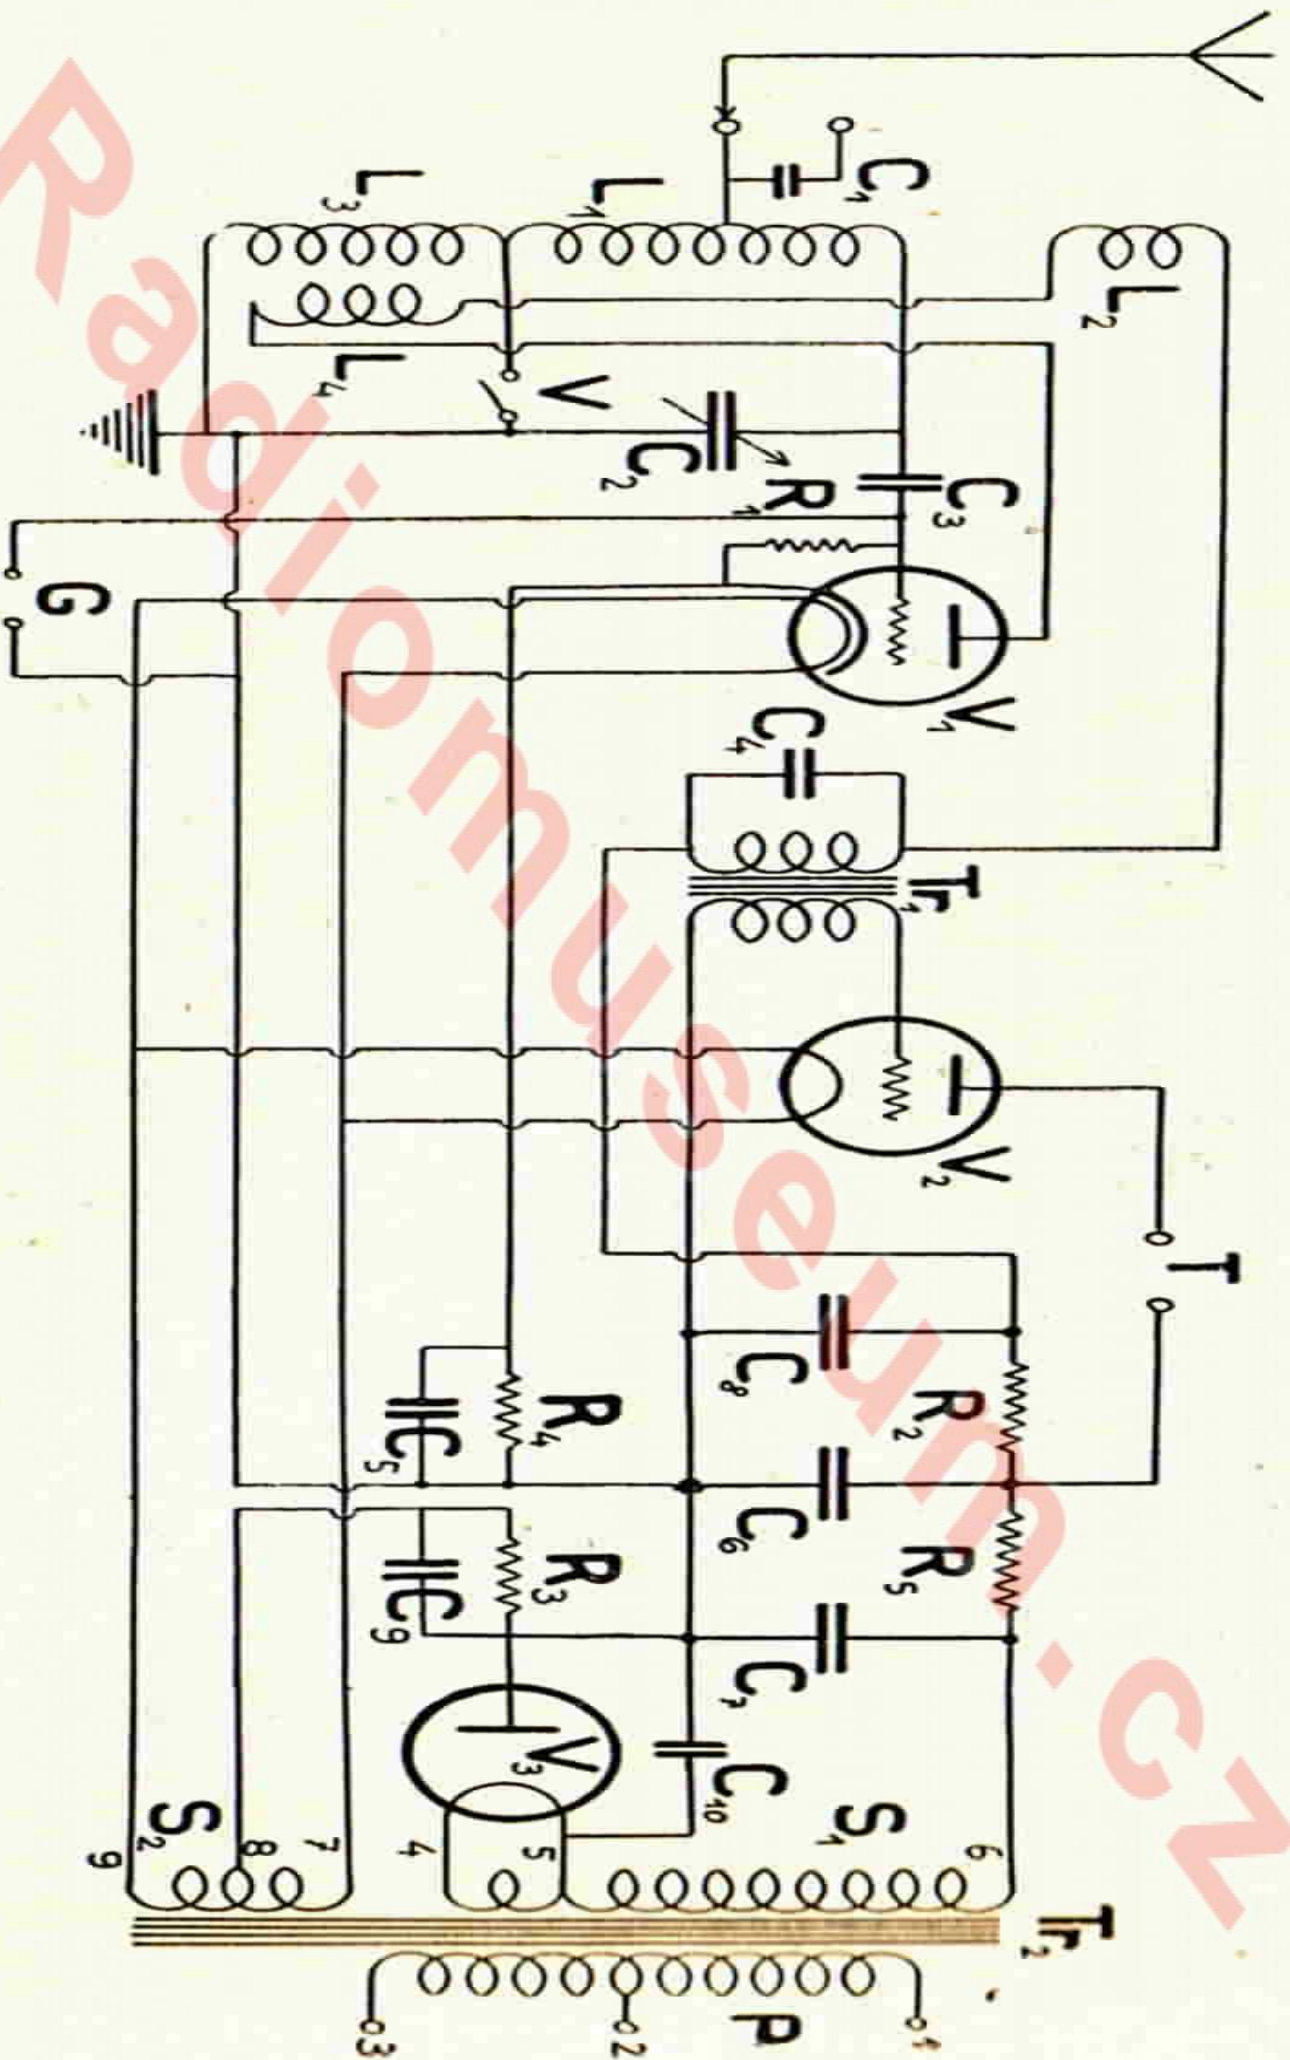 C₁
L₁
L₃
L₂
L₄
V
C₂
R₁
C₃
G
V₁
C₄
Tr₁
V₂
T
C₈
R₂
R₄
C₅
C₆
R₅
R₃
C₉
C₇
V₃
C₁₀
S₁
S₂
4
5
6
7
8
9
Tr₂
P
1
2
3
Radiomuseum.cz